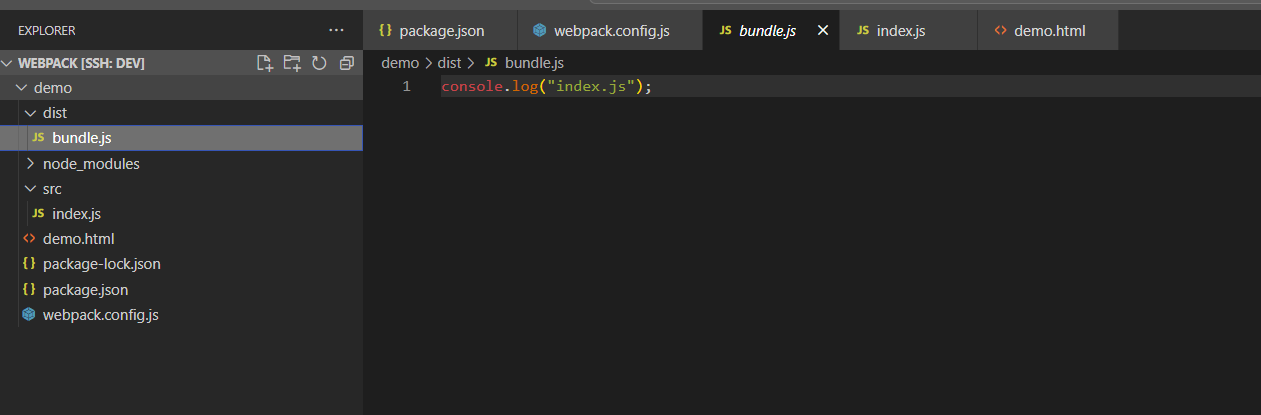 EXPLORER
WEBPACK [SSH: DEV]
demo
dist
JS bundle.js
node_modules
src
JS index.js
<> demo.html
{} package-lock.json
{} package.json
webpack.config.js
{} package.json webpack.config.js JS bundle.js JS index.js <> demo.html
demo > dist > JS bundle.js
1 console.log("index.js");